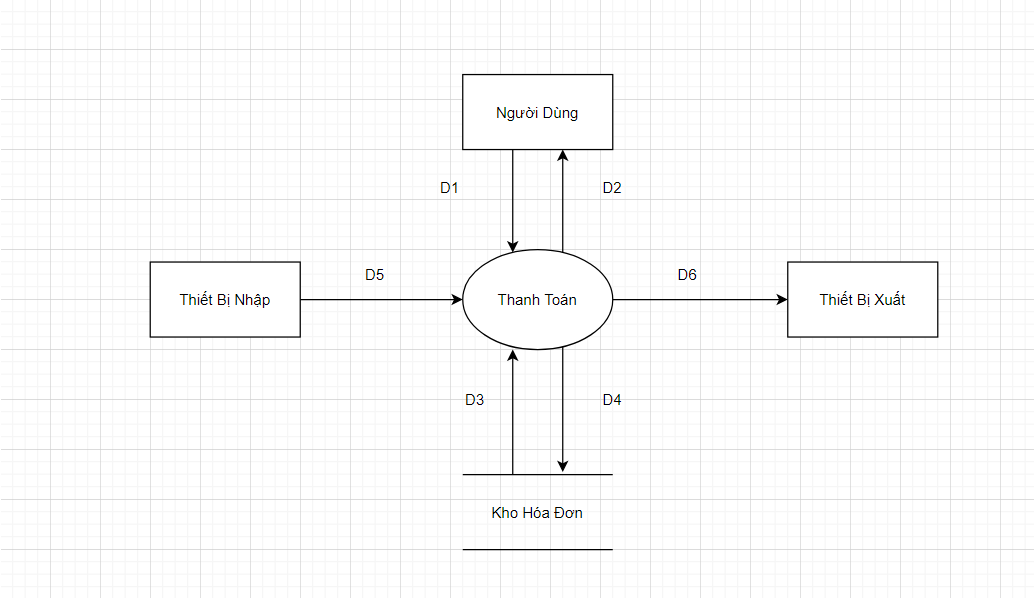 Người Dùng
D1
D2
D5
D6
Thiết Bị Nhập
Thanh Toán
Thiết Bị Xuất
D3
D4
Kho Hóa Đơn